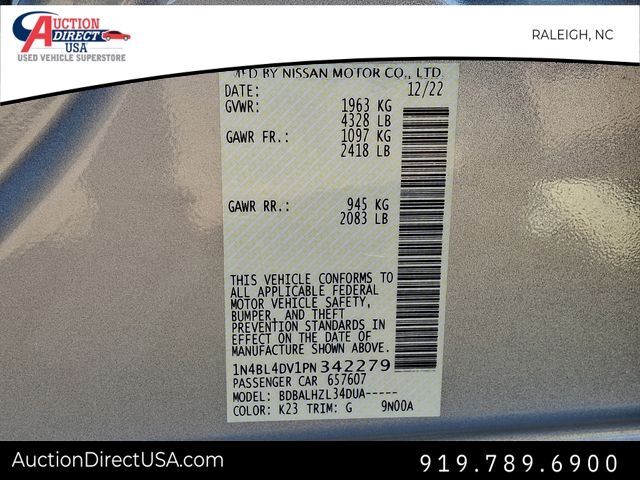 AUCTION
DIRECT
USA
USED VEHICLE SUPERSTORE
RALEIGH, NC
MFD BY NISSAN MOTOR CO., LTD.
DATE: 12/22
GVWR: 1963 KG
4328 LB
GAWR FR.: 1097 KG
2418 LB
GAWR RR.: 945 KG
2083 LB
THIS VEHICLE CONFORMS TO
ALL APPLICABLE FEDERAL
MOTOR VEHICLE SAFETY,
BUMPER, AND THEFT
PREVENTION STANDARDS IN
EFFECT ON THE DATE OF
MANUFACTURE SHOWN ABOVE.
1N4BL4DV1PN342279
PASSENGER CAR 657607
MODEL: BDBALHZL34DUA-----
COLOR: K23 TRIM: G 9N00A
AuctionDirectUSA.com
919.789.6900